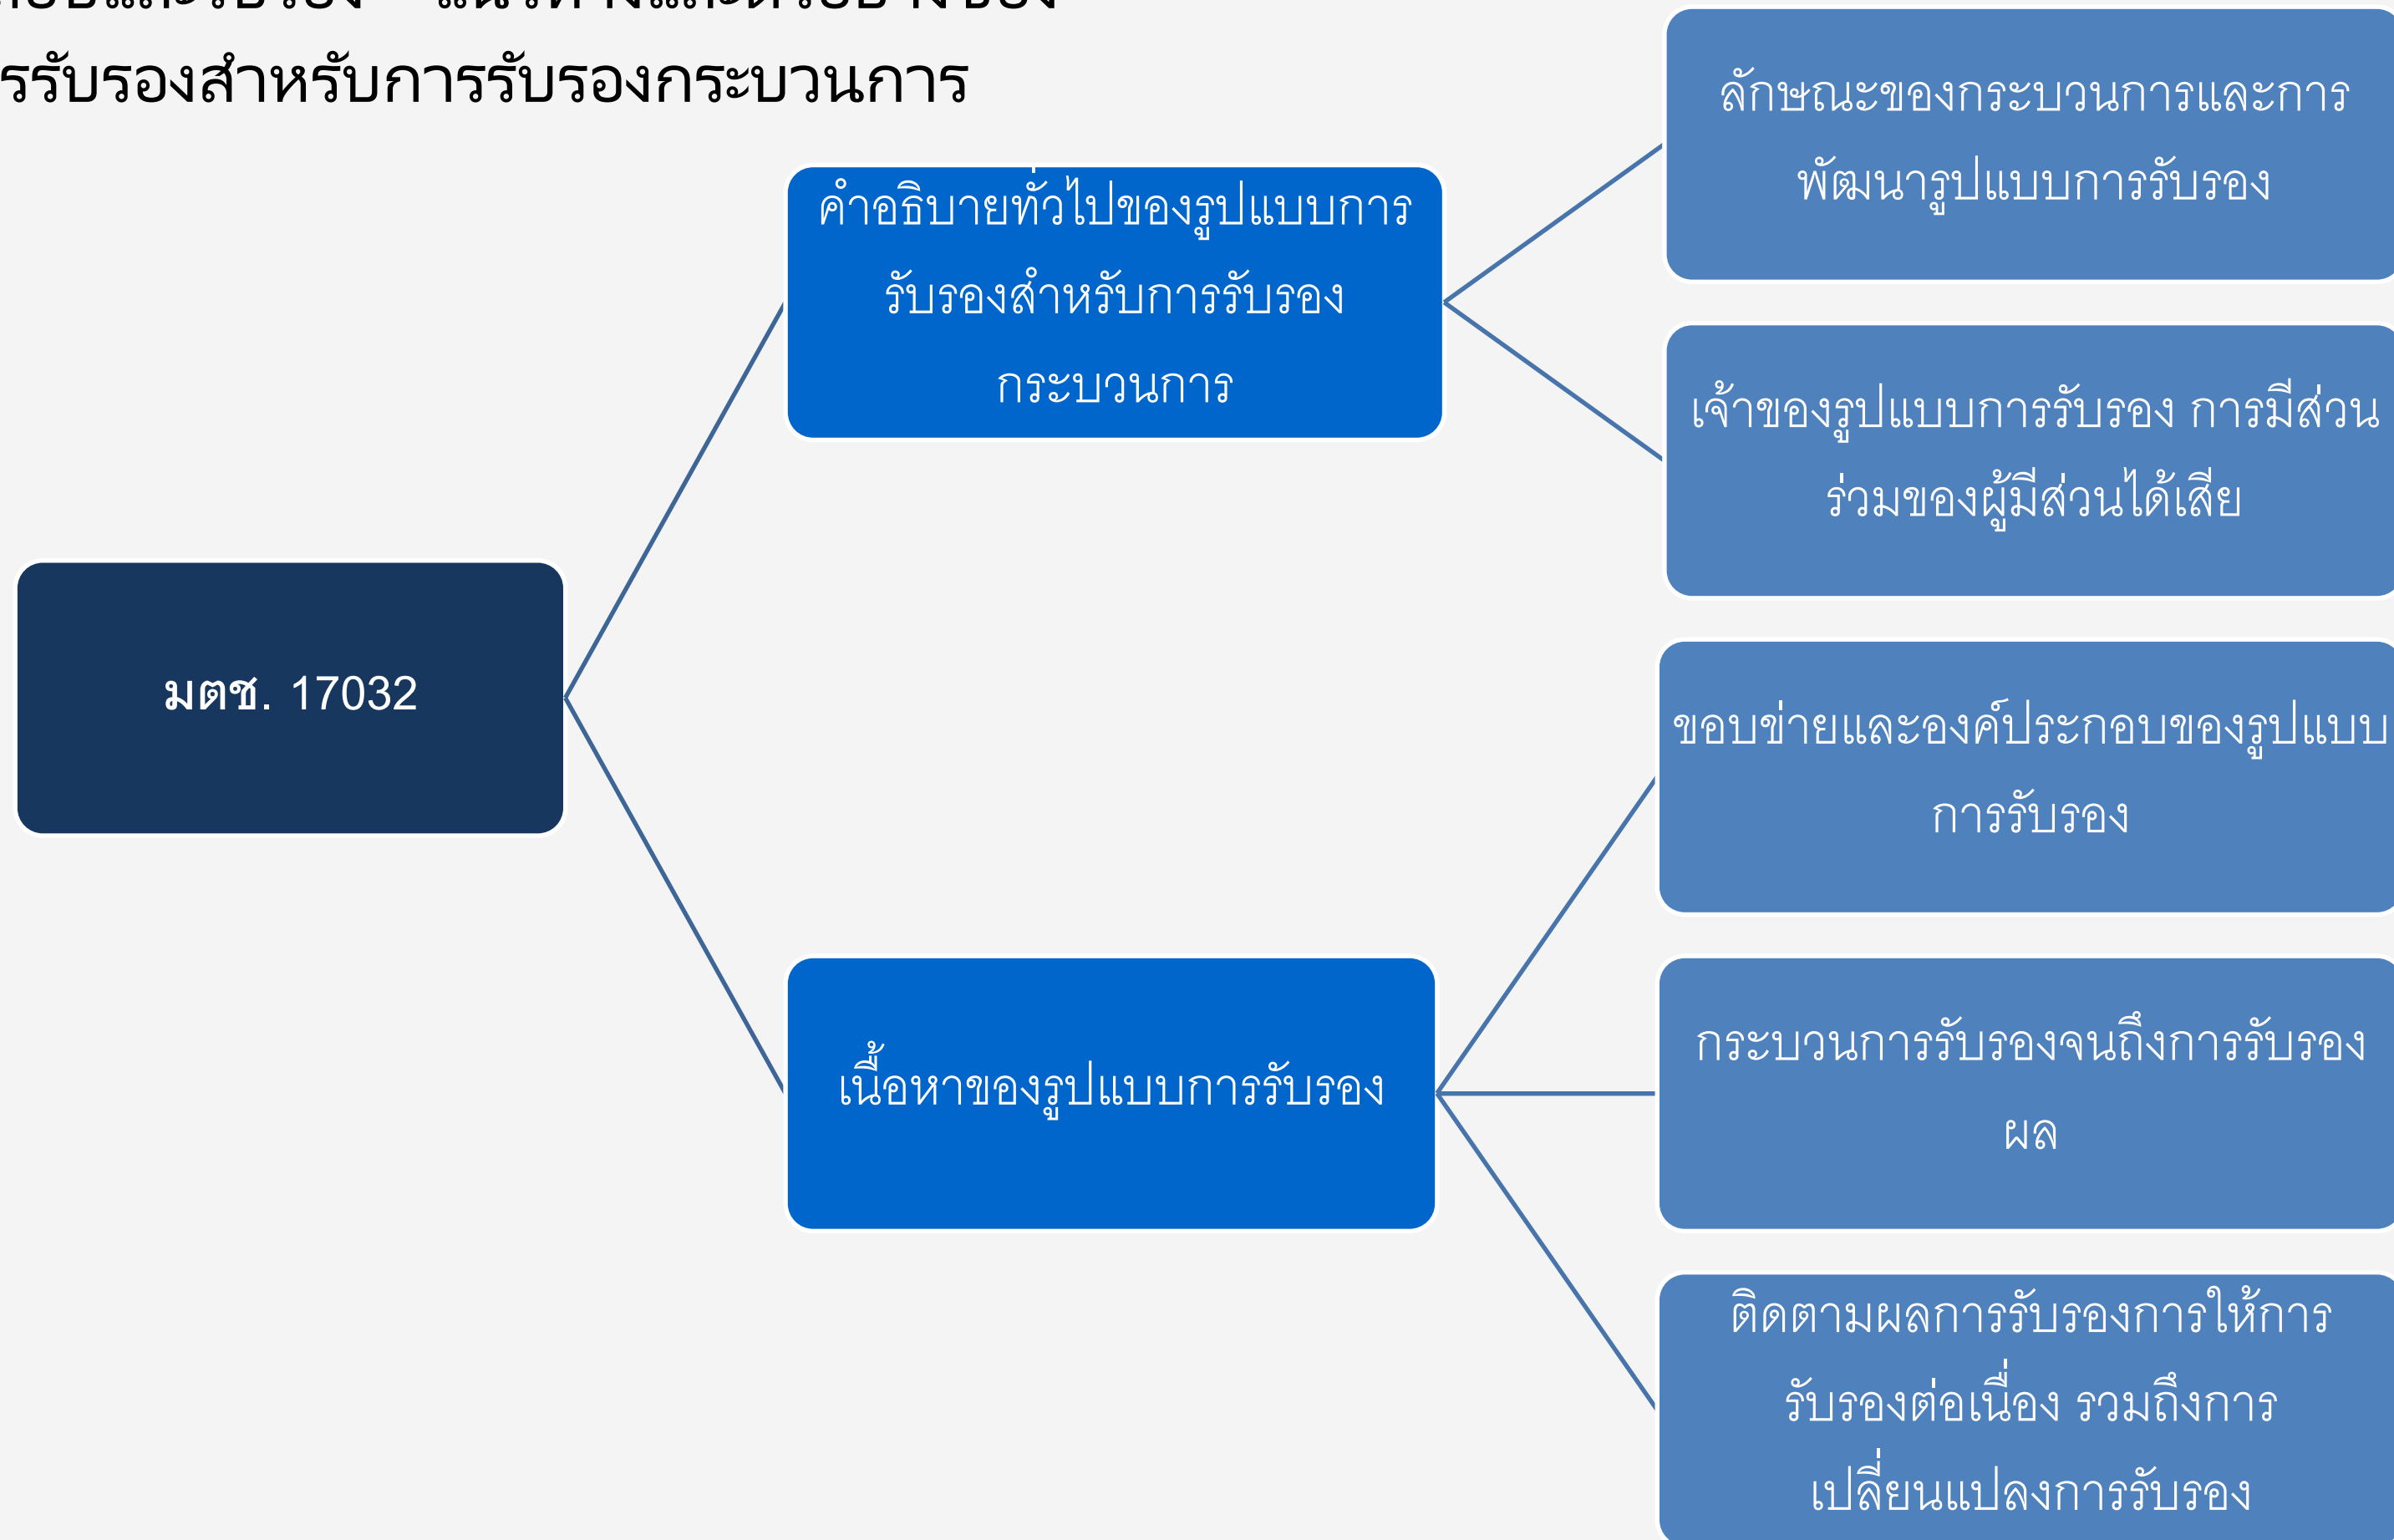 รรับรองสำหรับการรับรองกระบวนการ
มตช. 17032
คำอธิบายทั่วไปของรูปแบบการ
รับรองสำหรับการรับรอง
กระบวนการ
ลักษณะของกระบวนการและการ
พัฒนารูปแบบการรับรอง
เจ้าของรูปแบบการรับรอง การมีส่วน
ร่วมของผู้มีส่วนได้เสีย
เนื้อหาของรูปแบบการรับรอง
ขอบข่ายและองค์ประกอบของรูปแบบ
การรับรอง
กระบวนการรับรองจนถึงการรับรอง
ผล
ติดตามผลการรับรองการให้การ
รับรองต่อเนื่อง รวมถึงการ
เปลี่ยนแปลงการรับรอง